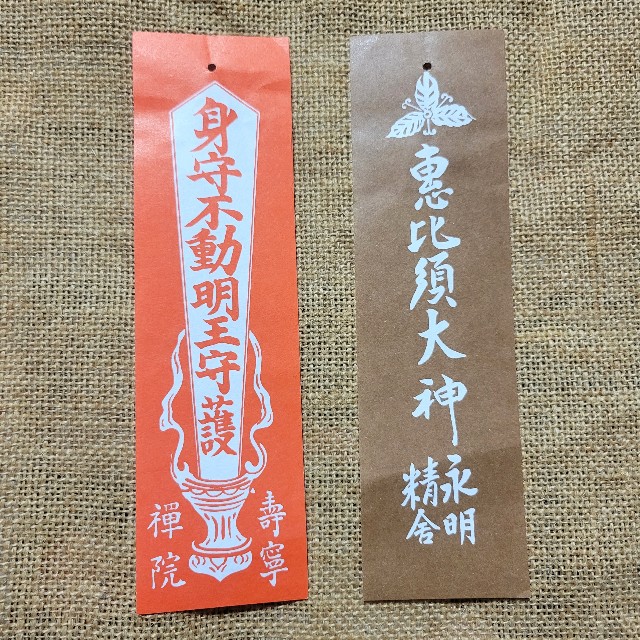 身守不動明王守護
壽寧
禪院
惠比須大神
永明
精舎